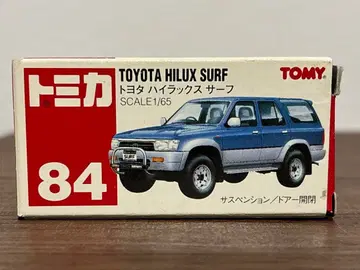 トミカ
TOYOTA HILUX SURF
トヨタ ハイラックス サーフ
SCALE1/65
TOMY
84
サスペンション/ドアー開閉